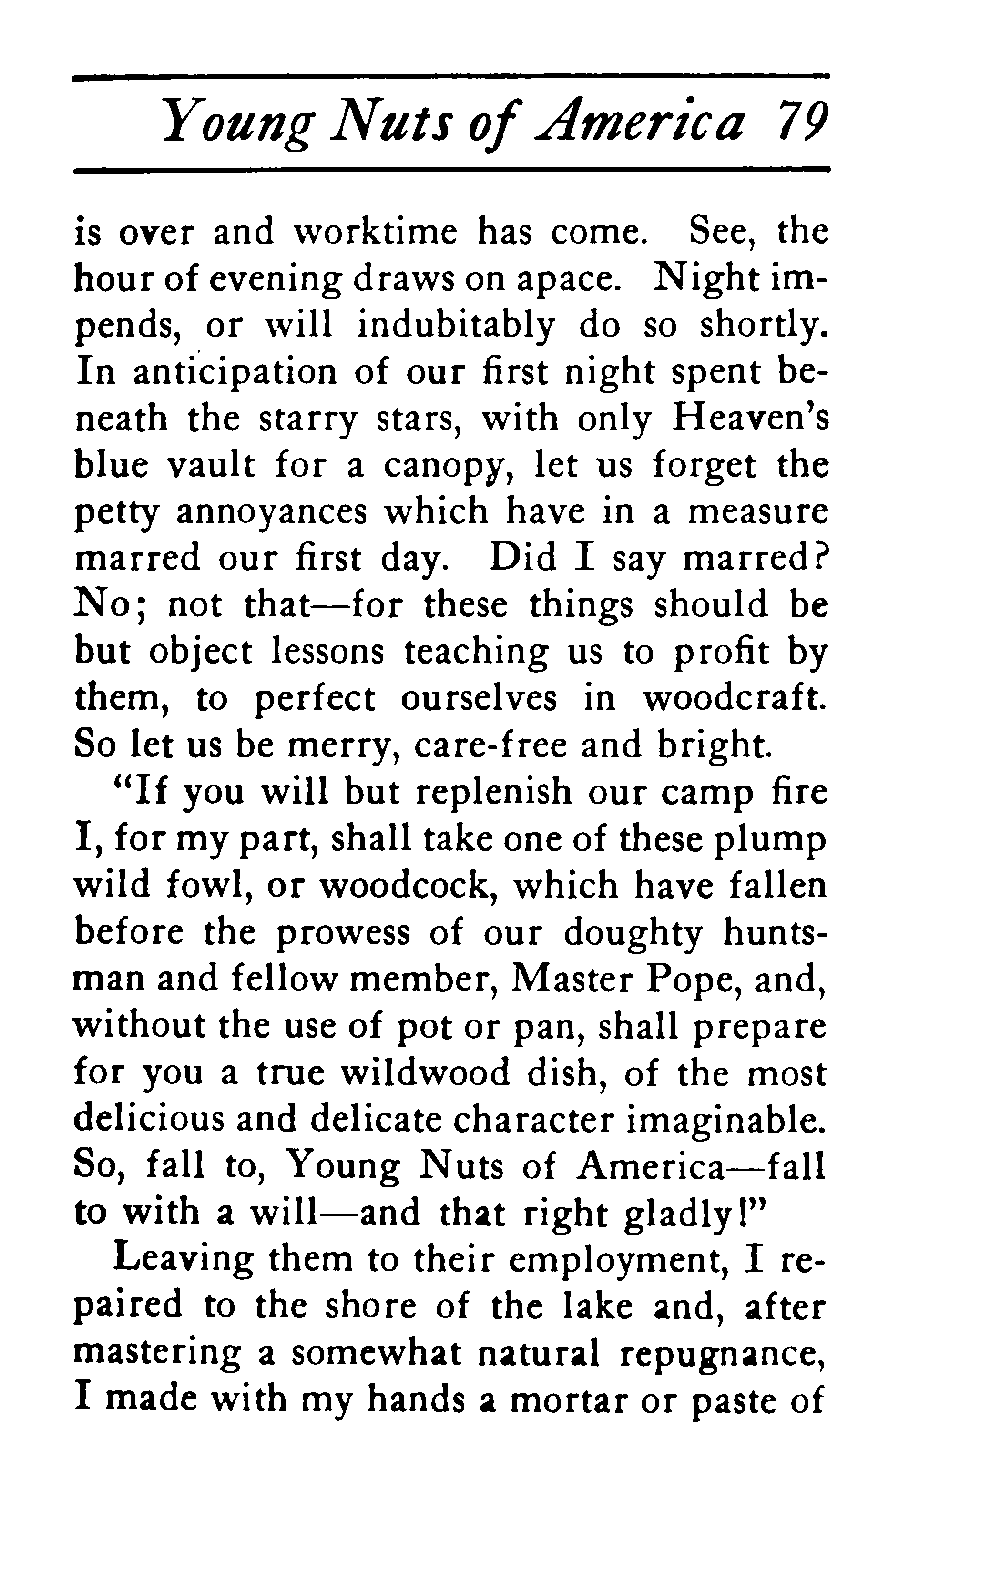 Young Nuts of America 79
is over and worktime has come. See, the
hour of evening draws on apace. Night im-
pends, or will indubitably do so shortly.
In anticipation of our first night spent be-
neath the starry stars, with only Heaven's
blue vault for a canopy, let us forget the
petty annoyances which have in a measure
marred our first day. Did I say marred?
No; not that—for these things should be
but object lessons teaching us to profit by
them, to perfect ourselves in woodcraft.
So let us be merry, care-free and bright.
“If you will but replenish our camp fire
I, for my part, shall take one of these plump
wild fowl, or woodcock, which have fallen
before the prowess of our doughty hunts-
man and fellow member, Master Pope, and,
without the use of pot or pan, shall prepare
for you a true wildwood dish, of the most
delicious and delicate character imaginable.
So, fall to, Young Nuts of America—fall
to with a will—and that right gladly!”
Leaving them to their employment, I re-
paired to the shore of the lake and, after
mastering a somewhat natural repugnance,
I made with my hands a mortar or paste of